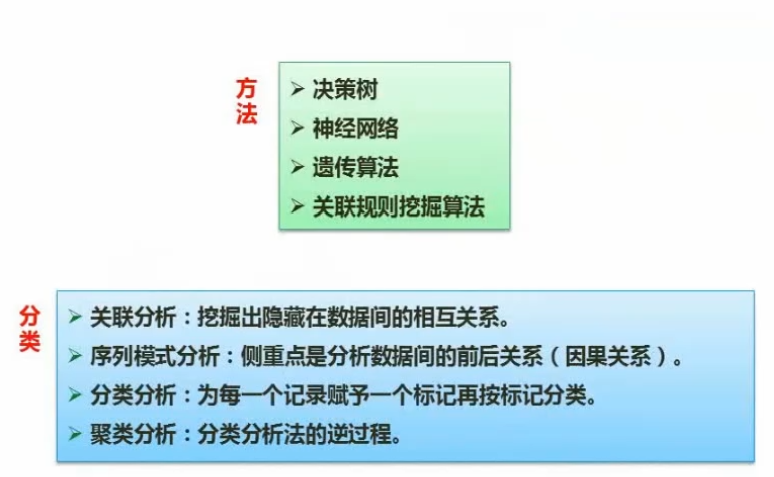 方法
决策树
神经网络
遗传算法
关联规则挖掘算法
分类
关联分析：挖掘出隐藏在数据间的相互关系。
序列模式分析：侧重点是分析数据间的前后关系（因果关系）。
分类分析：为每一个记录赋予一个标记再按标记分类。
聚类分析：分类分析法的逆过程。